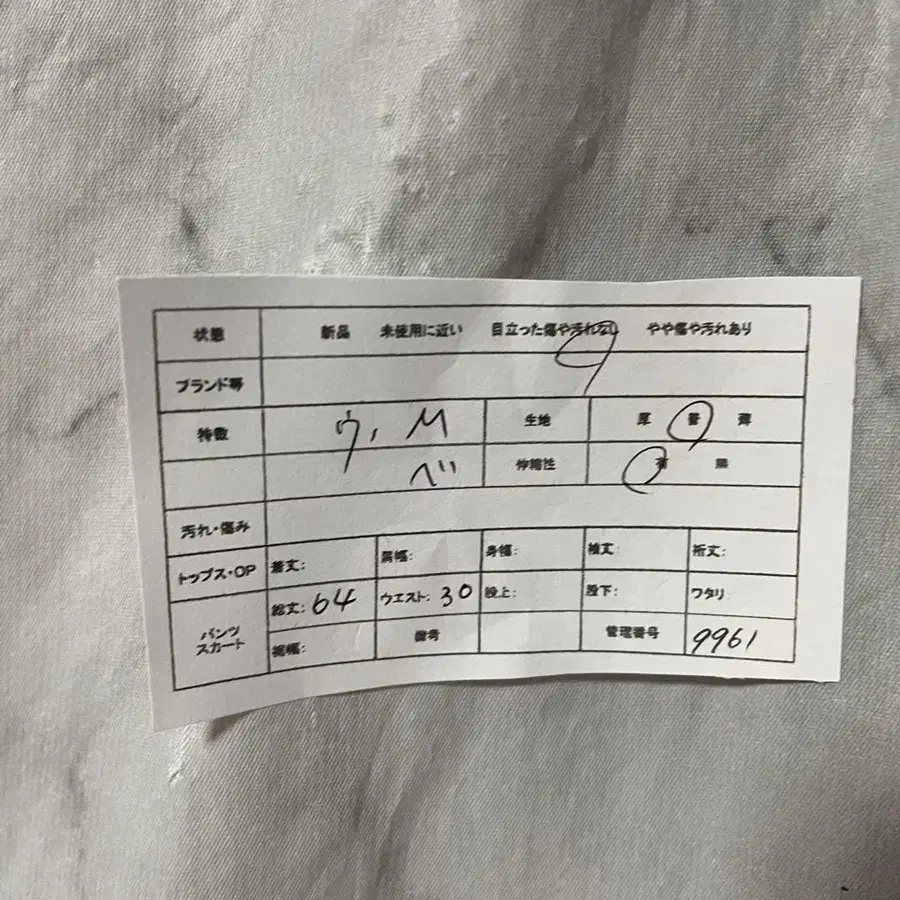 状態 新品 未使用に近い 目立った傷や汚れなし やや傷や汚れあり
ブランド等
特徴 ウ, M 生地 厚 普 薄
ベ 伸縮性 有 無
汚れ・傷み
トップス・OP 着丈: 肩幅: 身幅: 袖丈: 裄丈:
パンツ スカート 総丈: 64 ウエスト: 30 股上: 股下: ワタリ
裾幅: 備考 管理番号 9961